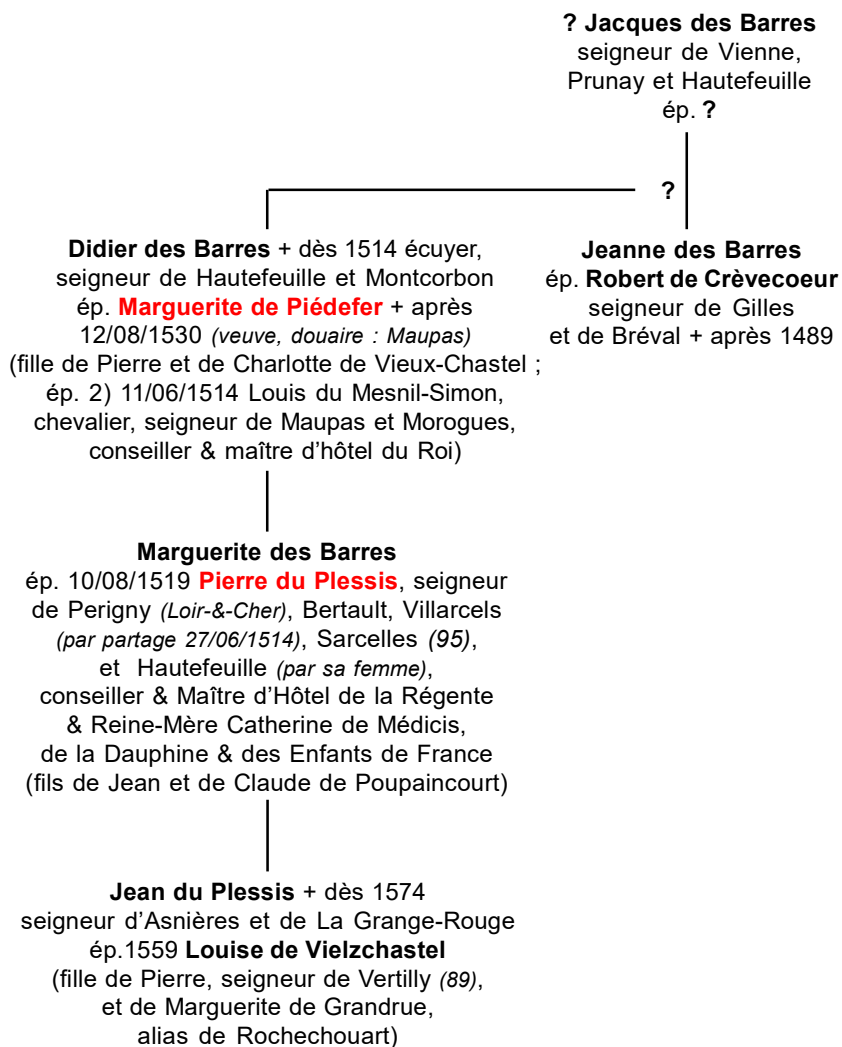 ? Jacques des Barres
seigneur de Vienne,
Prunay et Hautefeuille
ép. ?
?
Didier des Barres + dès 1514 écuyer,
seigneur de Hautefeuille et Montcorbon
ép. Marguerite de Piédefer + après
12/08/1530 (veuve, douaire : Maupas)
(fille de Pierre et de Charlotte de Vieux-Chastel ;
ép. 2) 11/06/1514 Louis du Mesnil-Simon,
chevalier, seigneur de Maupas et Morogues,
conseiller & maître d'hôtel du Roi)
Jeanne des Barres
ép. Robert de Crèvecoeur
seigneur de Gilles
et de Bréval + après 1489
Marguerite des Barres
ép. 10/08/1519 Pierre du Plessis, seigneur
de Perigny (Loir-&-Cher), Bertault, Villarcels
(par partage 27/06/1514), Sarcelles (95),
et Hautefeuille (par sa femme),
conseiller & Maître d'Hôtel de la Régente
& Reine-Mère Catherine de Médicis,
de la Dauphine & des Enfants de France
(fils de Jean et de Claude de Poupaincourt)
Jean du Plessis + dès 1574
seigneur d'Asnières et de La Grange-Rouge
ép.1559 Louise de Vielzchastel
(fille de Pierre, seigneur de Vertilly (89),
et de Marguerite de Grandrue,
alias de Rochechouart)